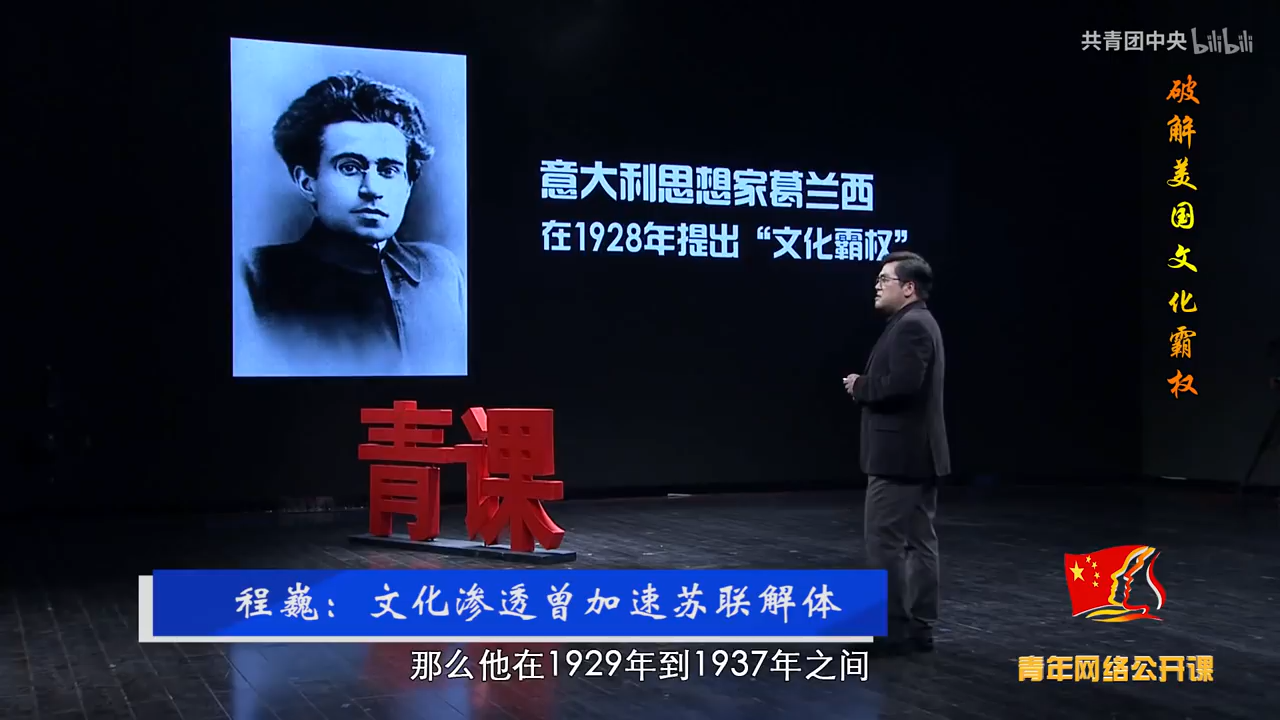 共青团中央 bilibili
破解美国文化霸权
意大利思想家葛兰西
在1928年提出“文化霸权”
青课
程巍：文化渗透曾加速苏联解体
那么他在1929年到1937年之间
青年网络公开课